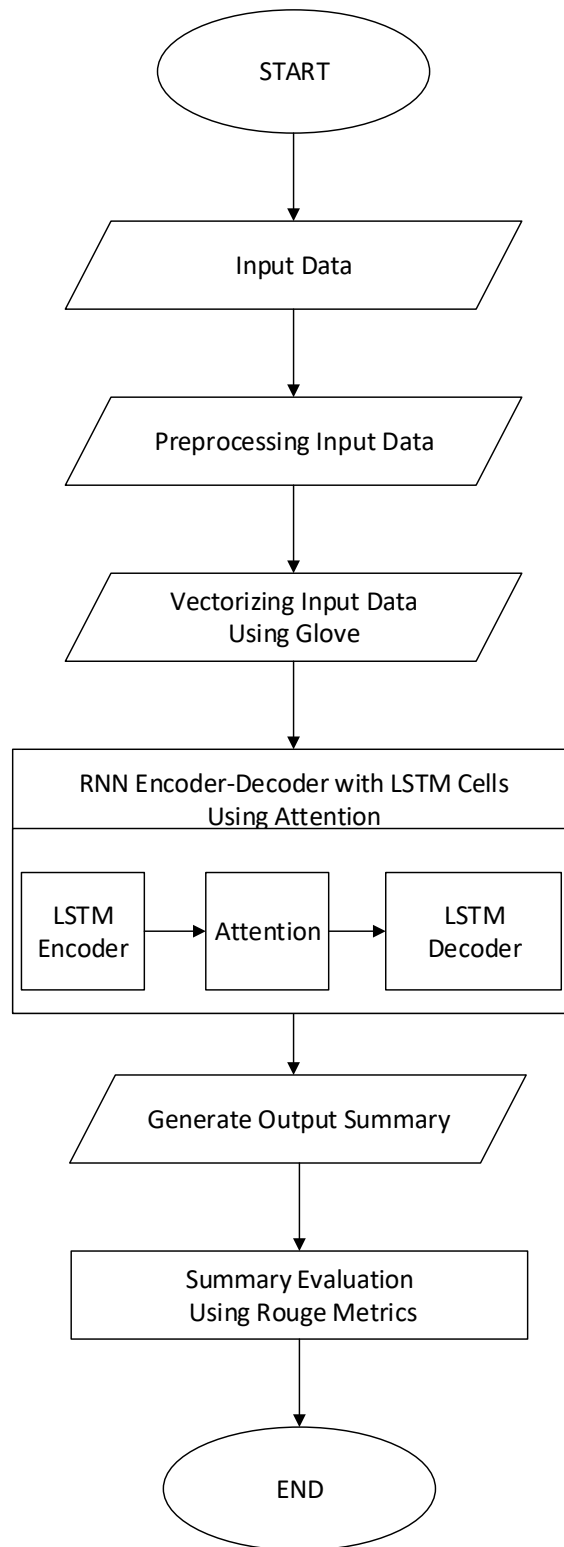 START
Input Data
Preprocessing Input Data
Vectorizing Input Data
Using Glove
RNN Encoder-Decoder with LSTM Cells
Using Attention
LSTM
Encoder
Attention
LSTM
Decoder
Generate Output Summary
Summary Evaluation
Using Rouge Metrics
END